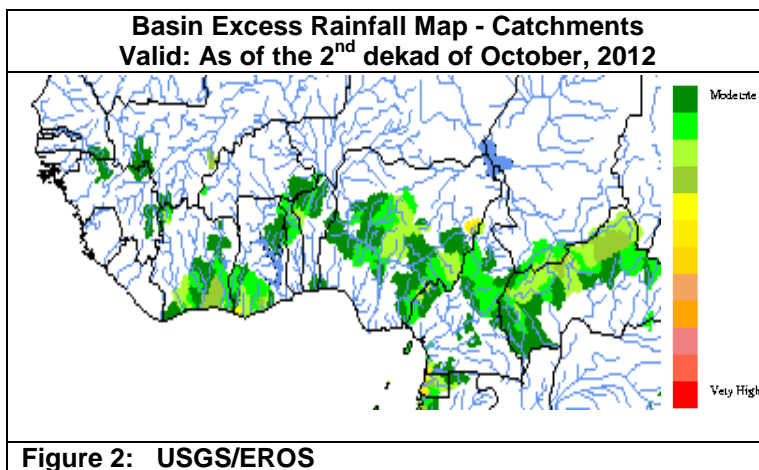 Basin Excess Rainfall Map - Catchments
Valid: As of the 2nd dekad of October, 2012
Moderate
Very High
Figure 2: USGS/EROS